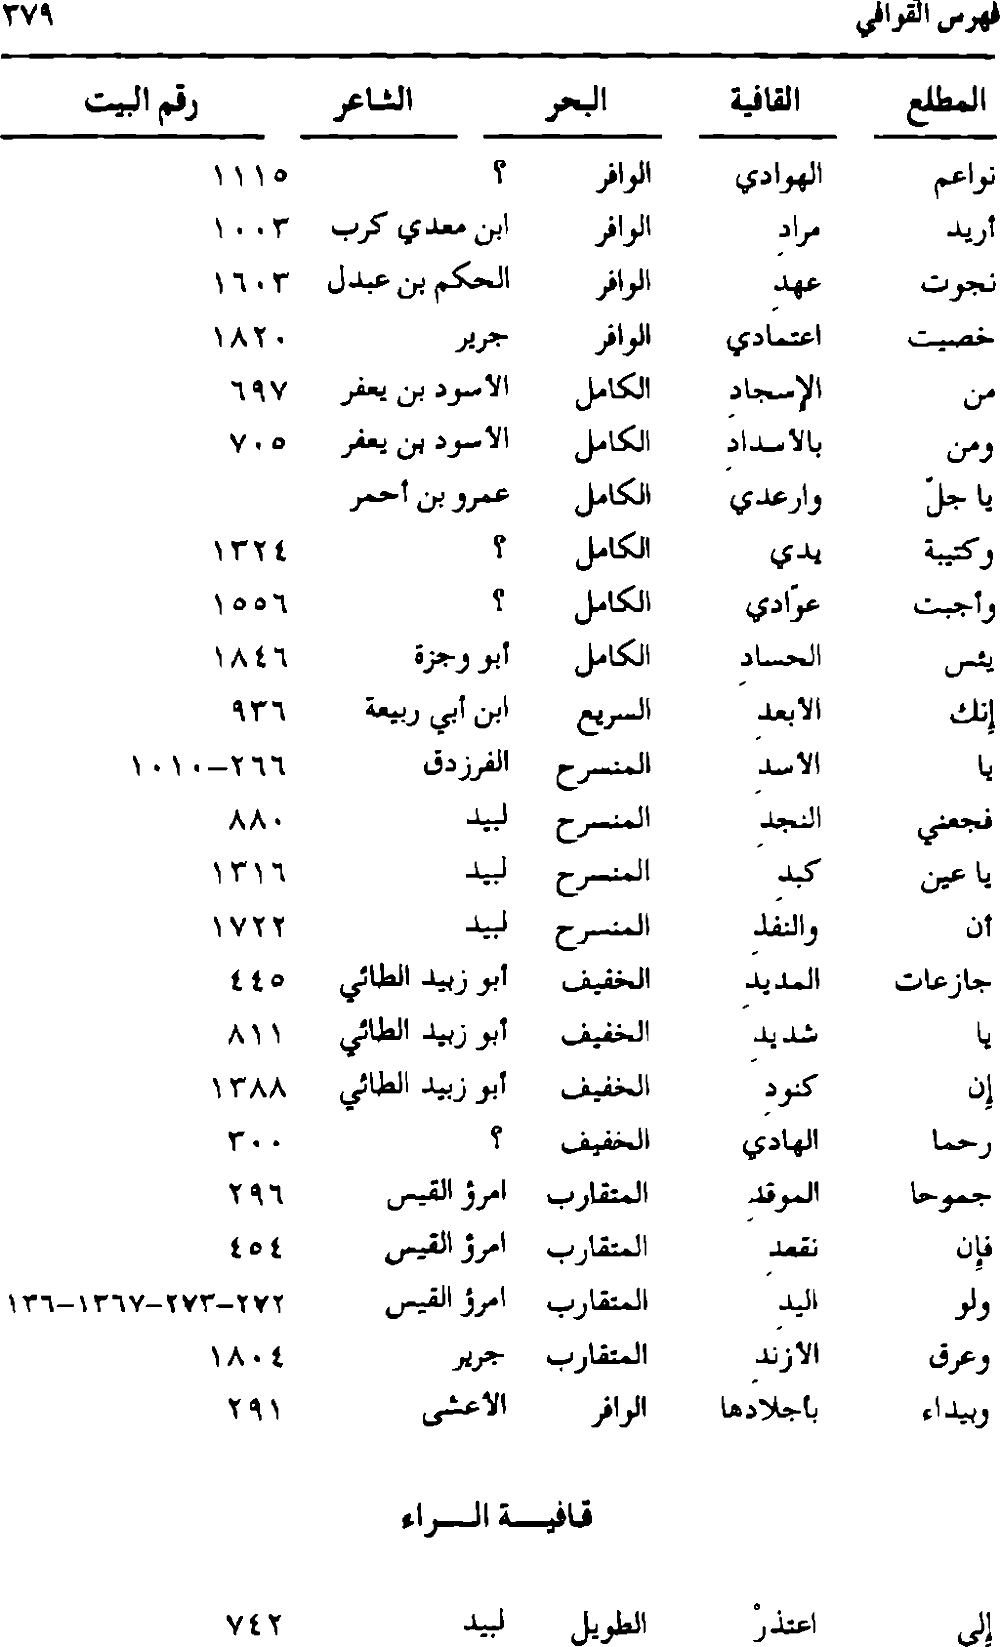 فهرس القوافي ٣٧٩
المطلع القافية البحر الشاعر رقم البيت
نواعم الهوادي الوافر ؟ ١١١٥
أريد مرادِ الوافر ابن معدي كرب ١٠٠٣
نجوت عهدِ الوافر الحكم بن عبدل ١٦٠٣
خصيت اعتمادي الوافر جرير ١٨٢٠
من الإسجادِ الكامل الأسود بن يعفر ٦٩٧
ومن بالأسدادِ الكامل الأسود بن يعفر ٧٠٥
يا جلّ وارعدي الكامل عمرو بن أحمر
وكتيبة يدي الكامل ؟ ١٣٢٤
وأجبت عوّادي الكامل ؟ ١٥٥٦
يئس الحسادِ الكامل أبو وجزة ١٨٤٦
إنك الأبعدِ السريع ابن أبي ربيعة ٩٣٦
يا الأسدِ المنسرح الفرزدق ٢٦٦–١٠١٠
فجعني النجدِ المنسرح لبيد ٨٨٠
يا عين كبدِ المنسرح لبيد ١٣١٦
أن والنفلِ المنسرح لبيد ١٧٢٢
جازعات المديدِ الخفيف أبو زبيد الطائي ٤٤٥
يا شديدِ الخفيف أبو زبيد الطائي ٨١١
إن كنودِ الخفيف أبو زبيد الطائي ١٣٨٨
رحما الهادي الخفيف ؟ ٣٠٠
جموحا الموقدِ المتقارب امرؤ القيس ٢٩٦
فإن نقعدِ المتقارب امرؤ القيس ٤٥٤
ولو اليدِ المتقارب امرؤ القيس ٢٧٢–٢٧٣–١٣٦٧–١٣٦
وعرق الأزندِ المتقارب جرير ١٨٠٤
وبيداء بأجلادها الوافر الأعشى ٢٩١
قافيـــة الـــراء
إلى اعتذرْ الطويل لبيد ٧٤٢